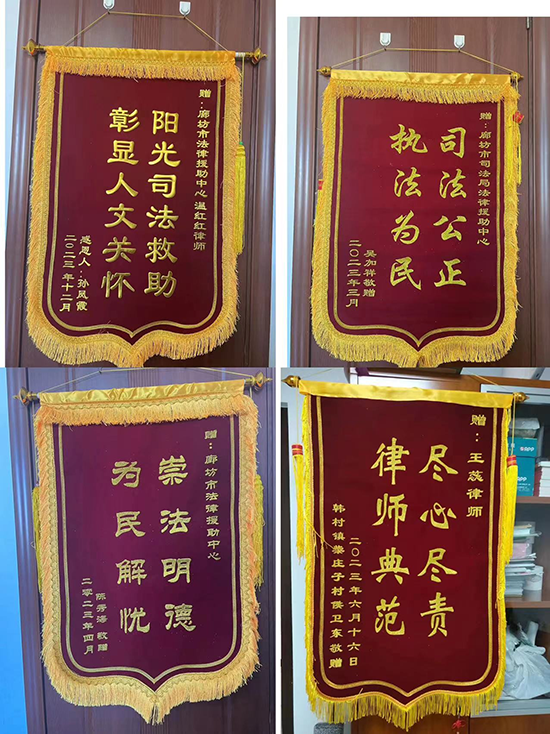 赠：廊坊市法律援助中心 温红红律师
阳光司法救助
彰显人文关怀
感恩人：孙凤霞
二〇二三年十二月
赠：廊坊市司法局法律援助中心
司法公正
执法为民
吴加祥敬赠
二〇二三年三月
赠：廊坊市法律援助中心
崇法明德
为民解忧
陈秀海敬赠
二零二三年四月
赠：王蕊律师
尽心尽责
律师典范
二〇二三年六月十六日
韩村镇柴庄子村侯卫东敬赠